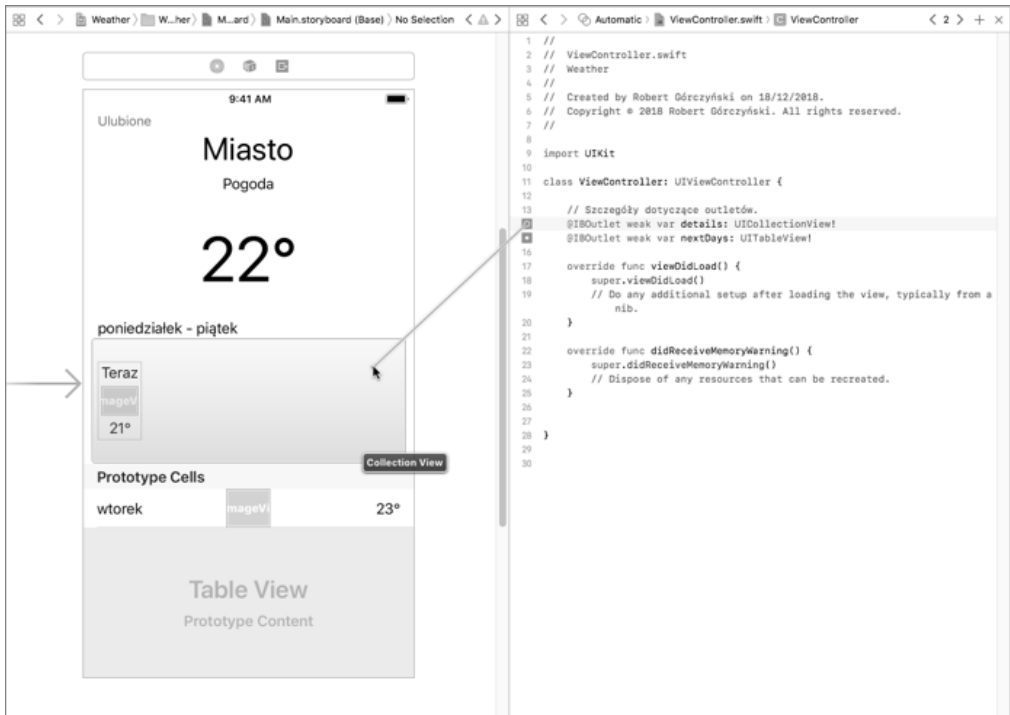 Weather W...her M...ard Main.storyboard (Base) No Selection
9:41 AM
Ulubione
Miasto
Pogoda
22°
poniedziałek - piątek
Teraz
mageV
21°
Collection View
Prototype Cells
wtorek mageVi 23°
Table View
Prototype Content
Automatic ViewController.swift ViewController 2
1 //
2 // ViewController.swift
3 // Weather
4 //
5 // Created by Robert Górczyński on 18/12/2018.
6 // Copyright © 2018 Robert Górczyński. All rights reserved.
7 //
8
9 import UIKit
10
11 class ViewController: UIViewController {
12
13 // Szczegóły dotyczące outletów.
@IBOutlet weak var details: UICollectionView!
@IBOutlet weak var nextDays: UITableView!
16
17 override func viewDidLoad() {
18 super.viewDidLoad()
19 // Do any additional setup after loading the view, typically from a
nib.
20 }
21
22 override func didReceiveMemoryWarning() {
23 super.didReceiveMemoryWarning()
24 // Dispose of any resources that can be recreated.
25 }
26
27
28 }
29
30